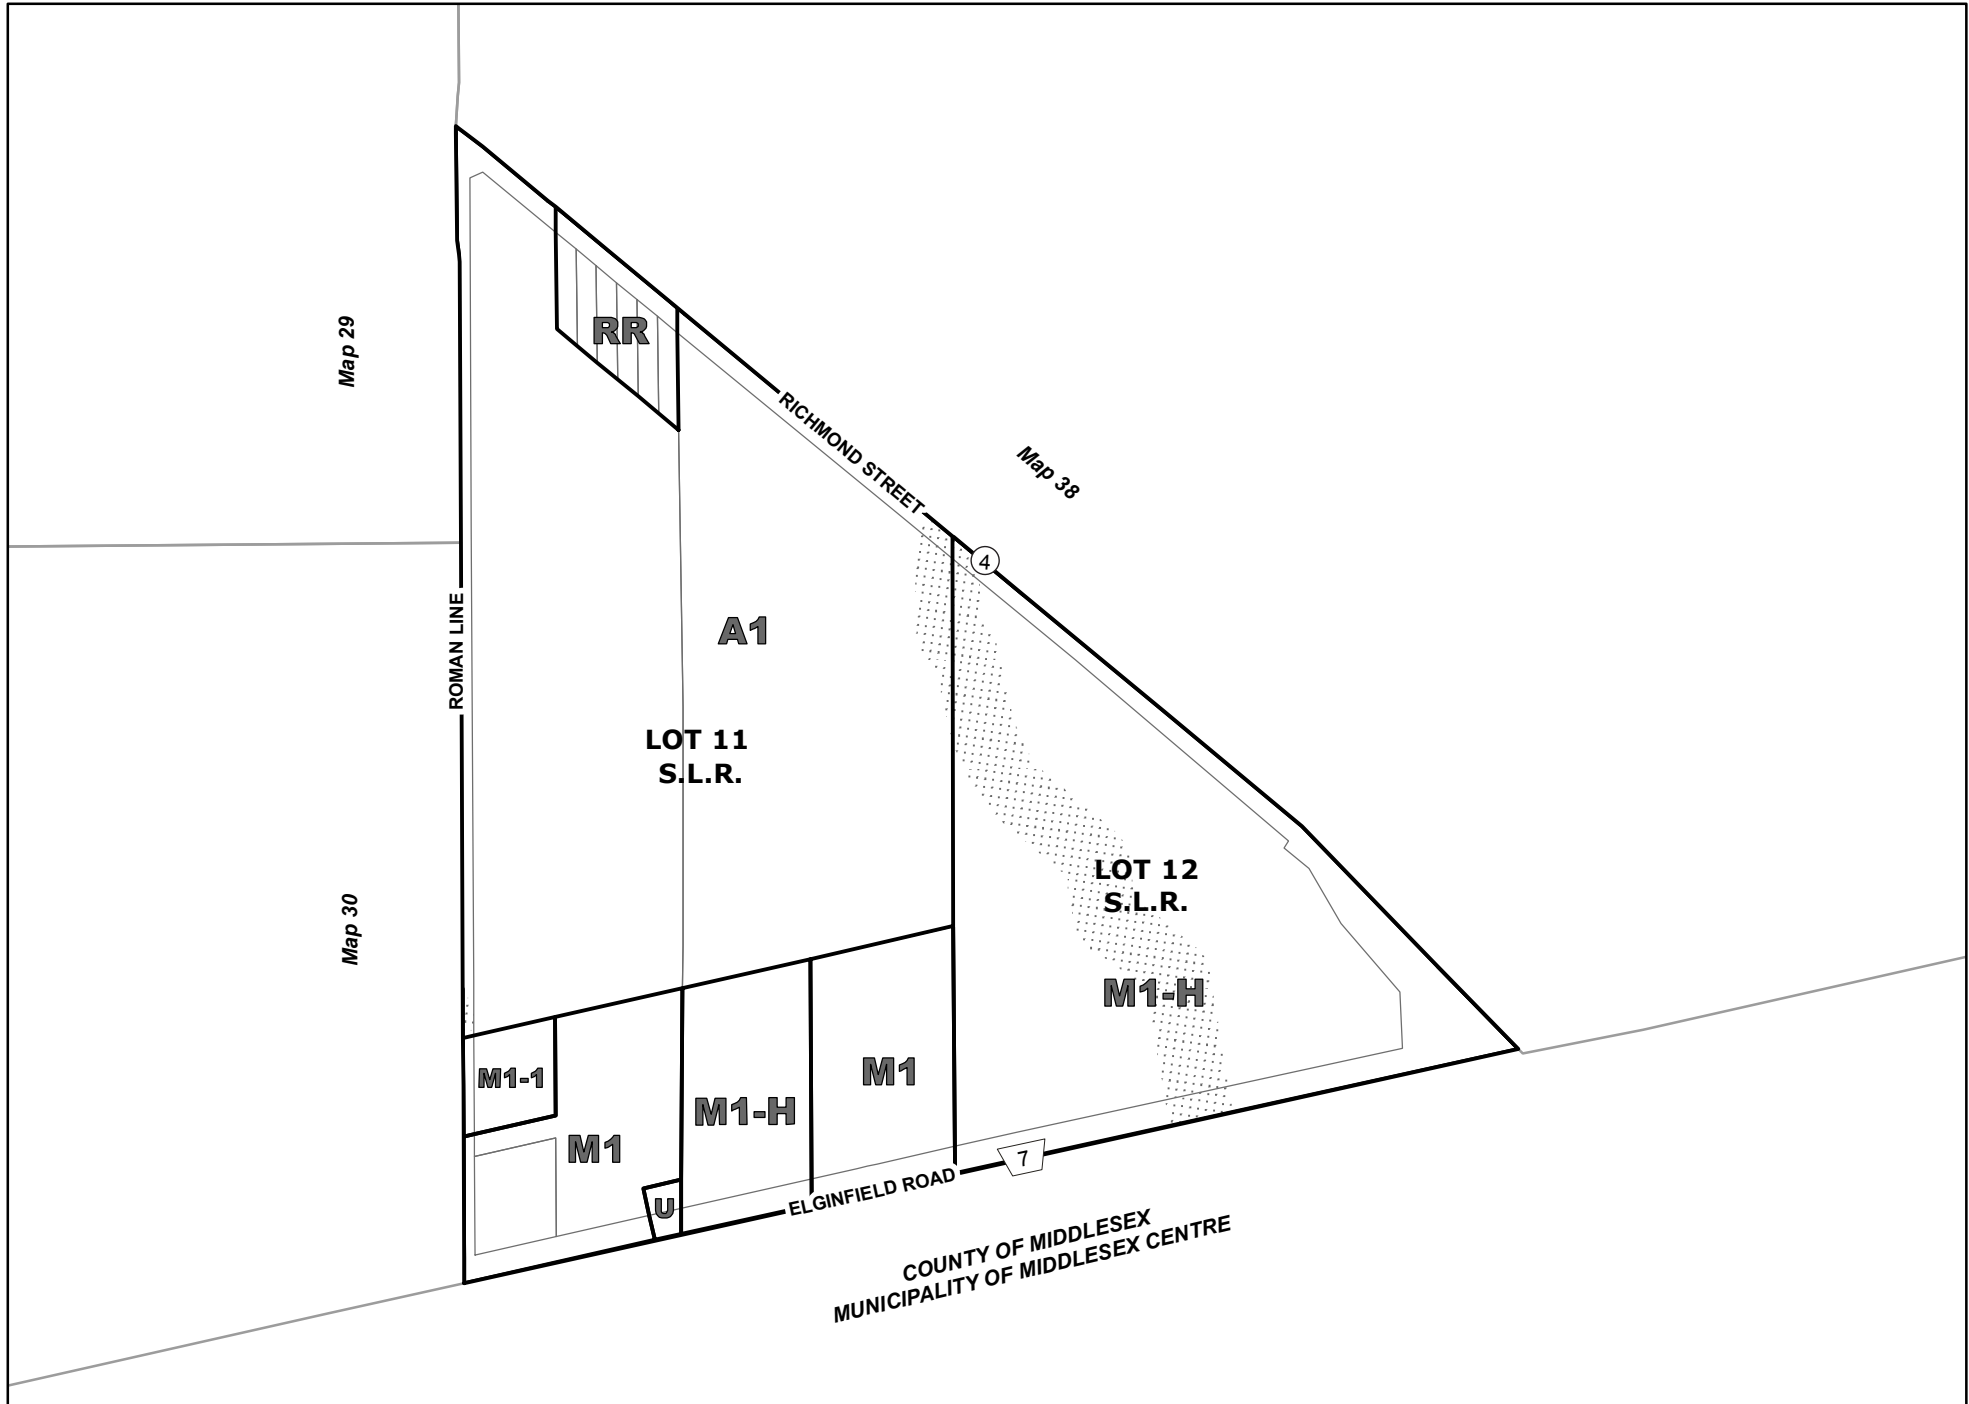 Map 29
RR
RICHMOND STREET
Map 38
4
ROMAN LINE
A1
LOT 11
S.L.R.
LOT 12
S.L.R.
Map 30
M1-H
M1-1
M1
M1-H
M1
U
7
ELGINFIELD ROAD
COUNTY OF MIDDLESEX
MUNICIPALITY OF MIDDLESEX CENTRE